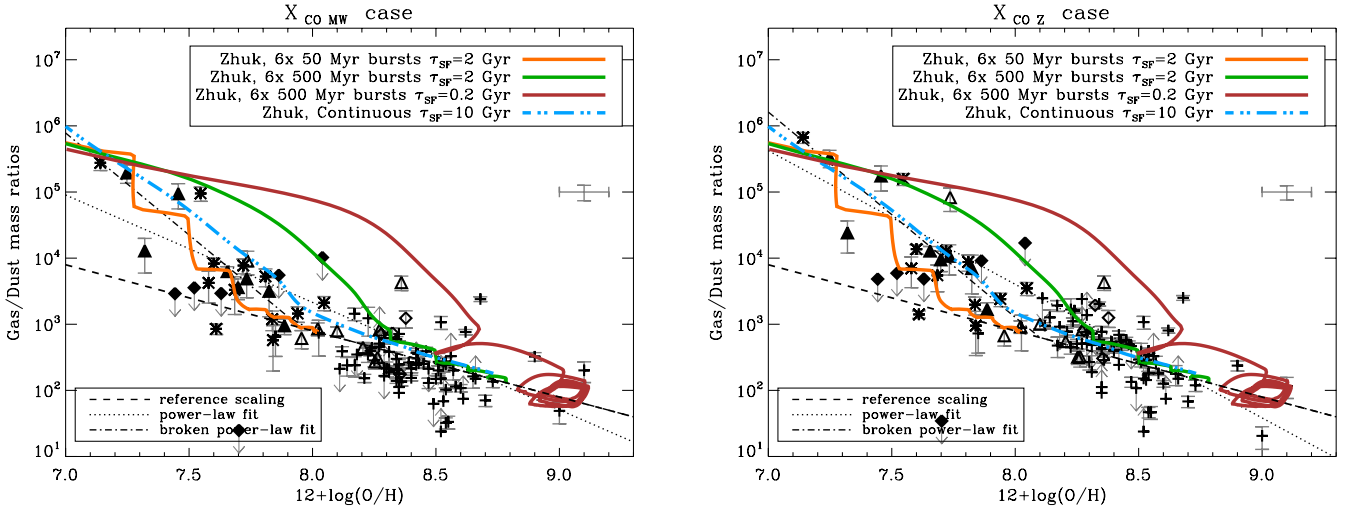 X CO MW case
Zhuk, 6x 50 Myr bursts τSF=2 Gyr
Zhuk, 6x 500 Myr bursts τSF=2 Gyr
Zhuk, 6x 500 Myr bursts τSF=0.2 Gyr
Zhuk, Continuous τSF=10 Gyr
Gas/Dust mass ratios
10^7
10^6
10^5
10^4
10^3
10^2
10^1
reference scaling
power-law fit
broken power-law fit
7.0 7.5 8.0 8.5 9.0
12+log(O/H)
X CO Z case
Zhuk, 6x 50 Myr bursts τSF=2 Gyr
Zhuk, 6x 500 Myr bursts τSF=2 Gyr
Zhuk, 6x 500 Myr bursts τSF=0.2 Gyr
Zhuk, Continuous τSF=10 Gyr
Gas/Dust mass ratios
10^7
10^6
10^5
10^4
10^3
10^2
10^1
reference scaling
power-law fit
broken power-law fit
7.0 7.5 8.0 8.5 9.0
12+log(O/H)